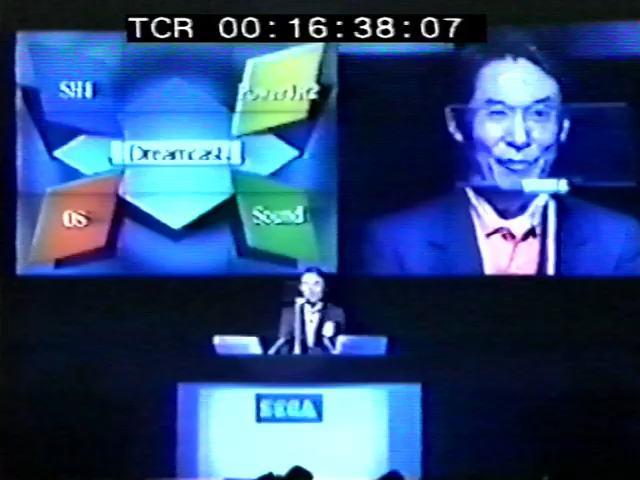 TCR 00:16:38:07
SH4
PowerVR2
Dreamcast
OS
Sound
SEGA